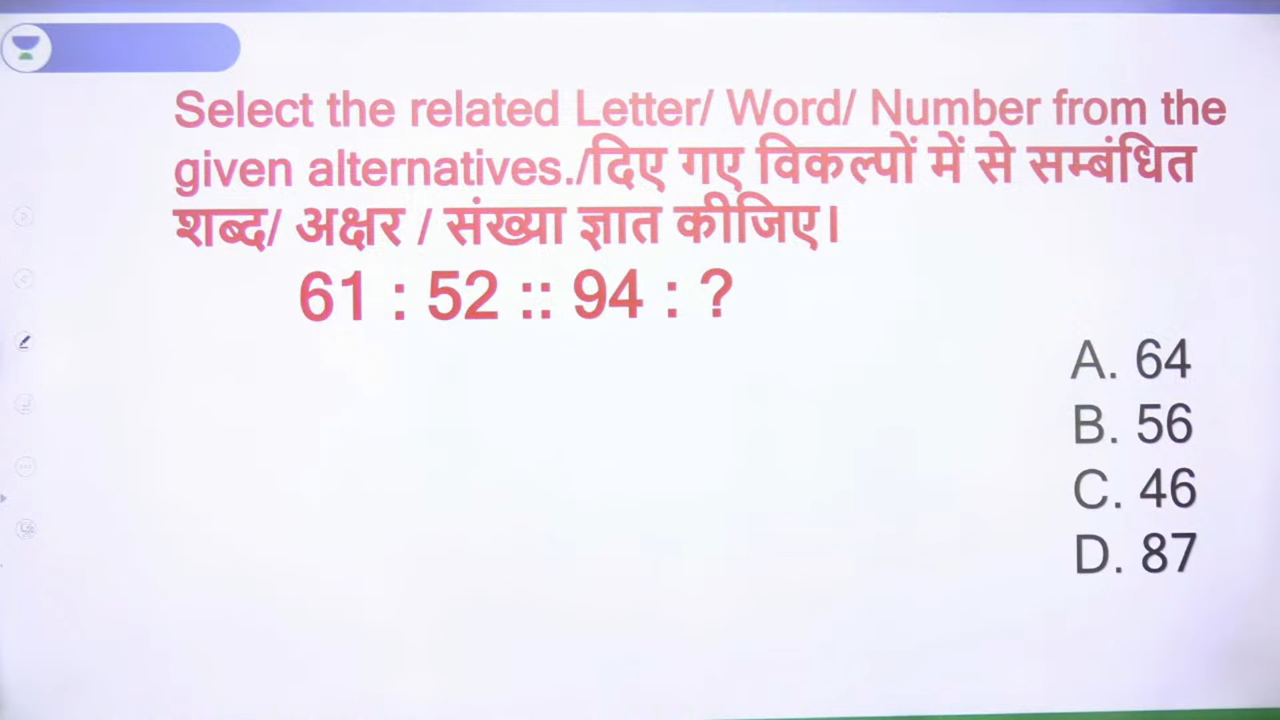 Select the related Letter/ Word/ Number from the
given alternatives./दिए गए विकल्पों में से सम्बंधित
शब्द/ अक्षर / संख्या ज्ञात कीजिए।
61 : 52 :: 94 : ?
A. 64
B. 56
C. 46
D. 87